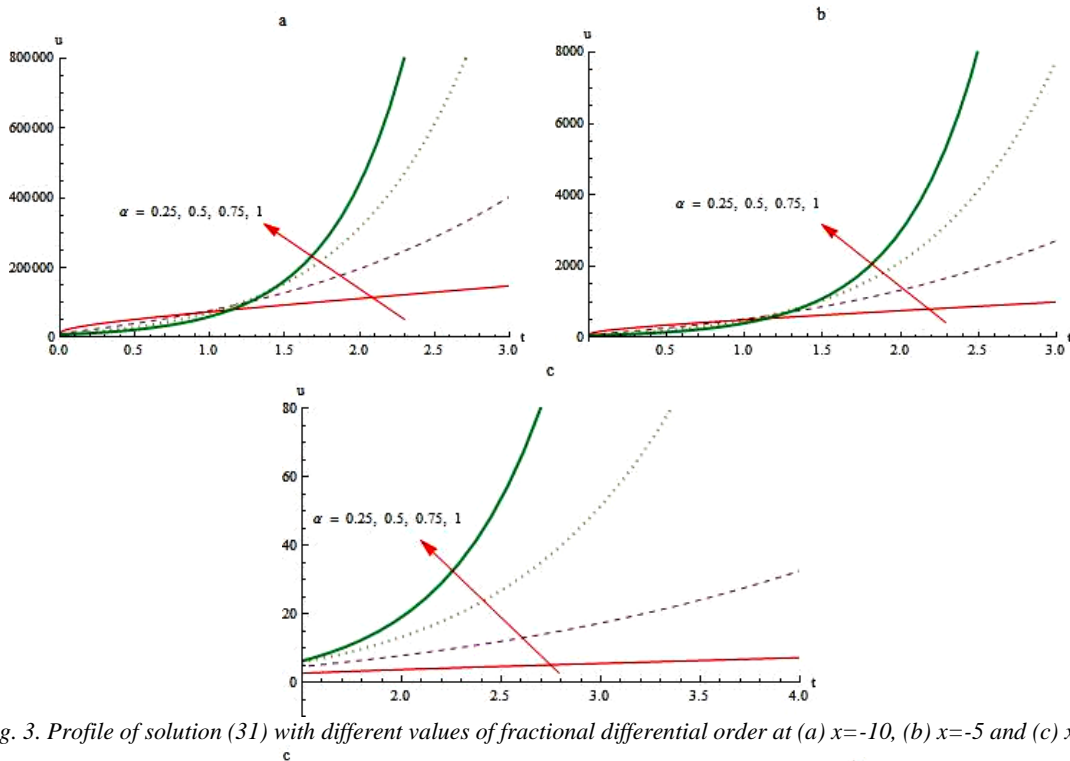 a
u
800000
600000
400000
200000
0
α = 0.25, 0.5, 0.75, 1
0.0 0.5 1.0 1.5 2.0 2.5 3.0
t
b
u
8000
6000
4000
2000
0
α = 0.25, 0.5, 0.75, 1
0.5 1.0 1.5 2.0 2.5 3.0
t
c
u
80
60
40
20
0
α = 0.25, 0.5, 0.75, 1
2.0 2.5 3.0 3.5 4.0
t
g. 3. Profile of solution (31) with different values of fractional differential order at (a) x=-10, (b) x=-5 and (c) x
c